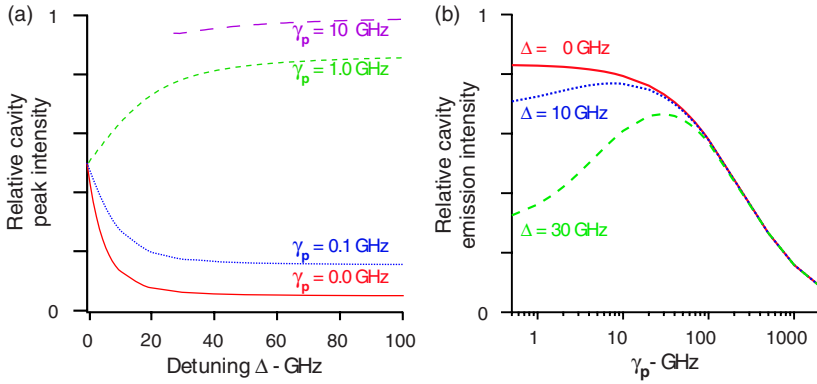 (a)
1
0
Relative cavity
peak intensity
γp= 10 GHz
γp= 1.0 GHz
γp= 0.1 GHz
γp= 0.0 GHz
0 20 40 60 80 100
Detuning Δ - GHz
(b)
1
0
Relative cavity
emission intensity
Δ = 0 GHz
Δ = 10 GHz
Δ = 30 GHz
1 10 100 1000
γp- GHz